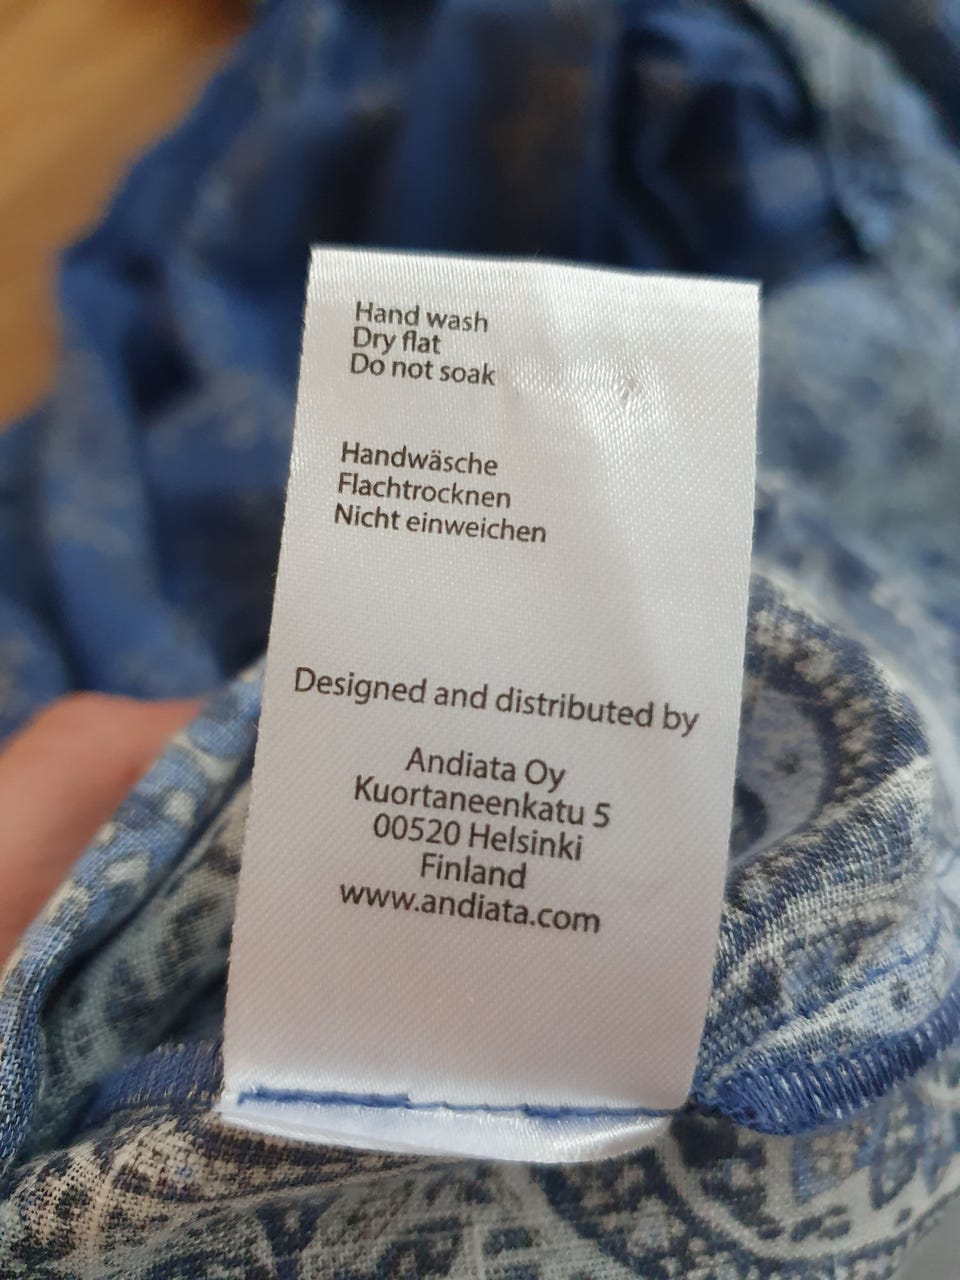 Hand wash
Dry flat
Do not soak
Handwäsche
Flachtrocknen
Nicht einweichen
Designed and distributed by
Andiata Oy
Kuortaneenkatu 5
00520 Helsinki
Finland
www.andiata.com